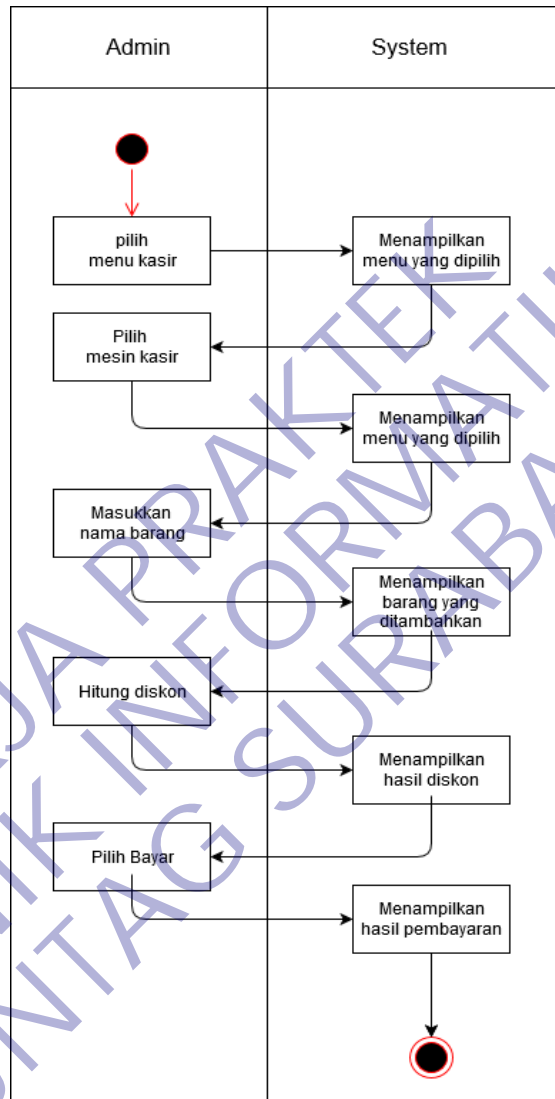 Admin
System
pilih
menu kasir
Menampilkan
menu yang dipilih
Pilih
mesin kasir
Menampilkan
menu yang dipilih
Masukkan
nama barang
Menampilkan
barang yang
ditambahkan
Hitung diskon
Menampilkan
hasil diskon
Pilih Bayar
Menampilkan
hasil pembayaran
PRAKTEK